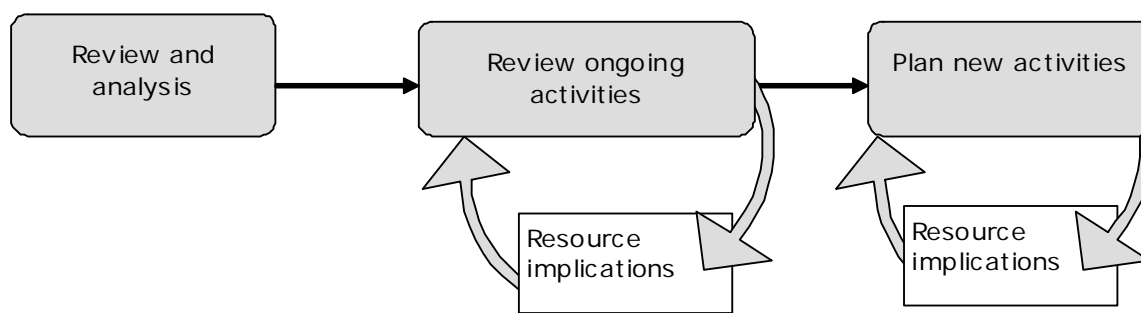 Review and
analysis
Review ongoing
activities
Plan new activities
Resource
implications
Resource
implications